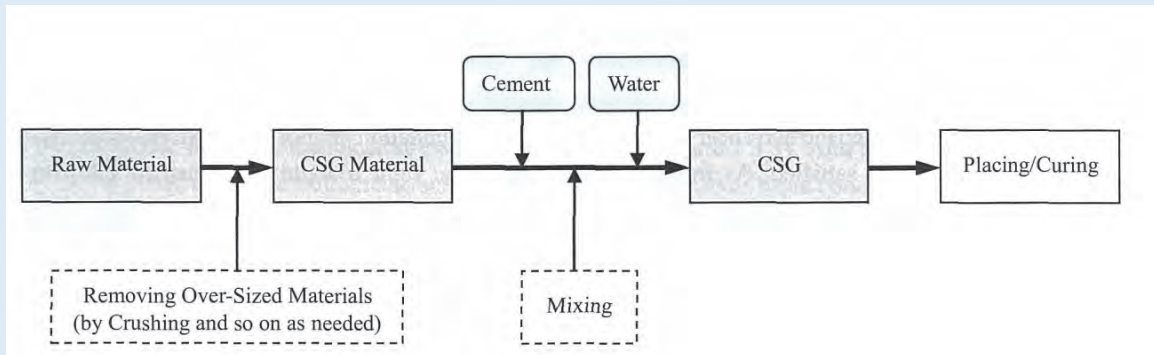 Cement
Water
Raw Material
CSG Material
CSG
Placing/Curing
Removing Over-Sized Materials
(by Crushing and so on as needed)
Mixing